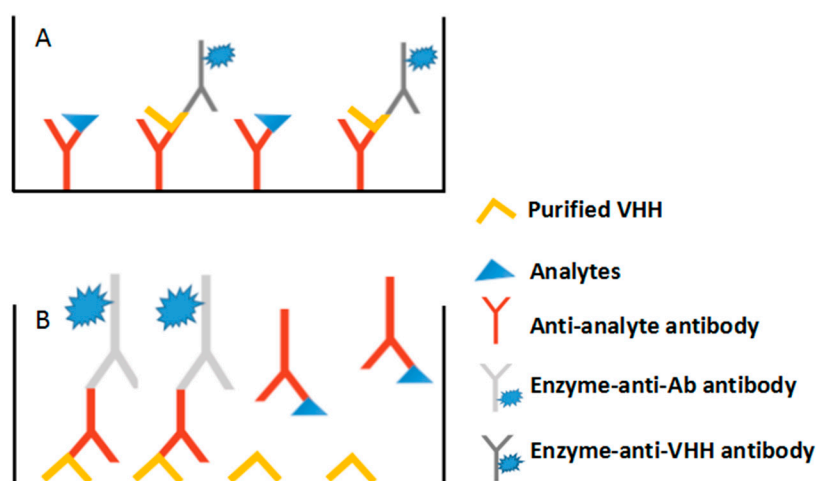 A
Purified VHH
Analytes
B
Anti-analyte antibody
Enzyme-anti-Ab antibody
Enzyme-anti-VHH antibody